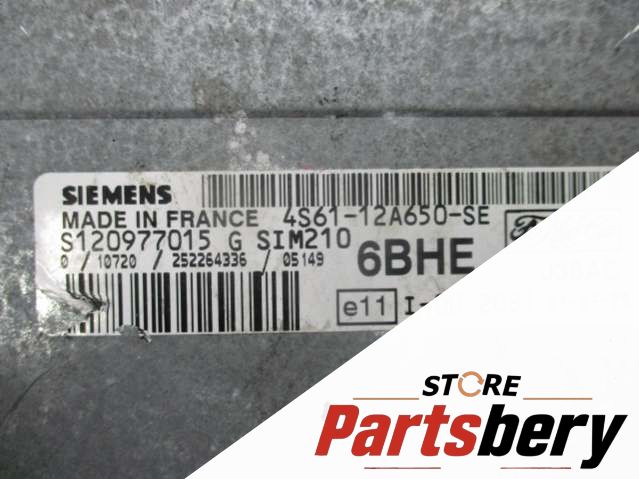 SIEMENS
MADE IN FRANCE 4S61-12A650-SE
S120977015 G SIM210
0 / 10720 / 252264336 / 05149
6BHE
e11 I-
STORE
Partsbery